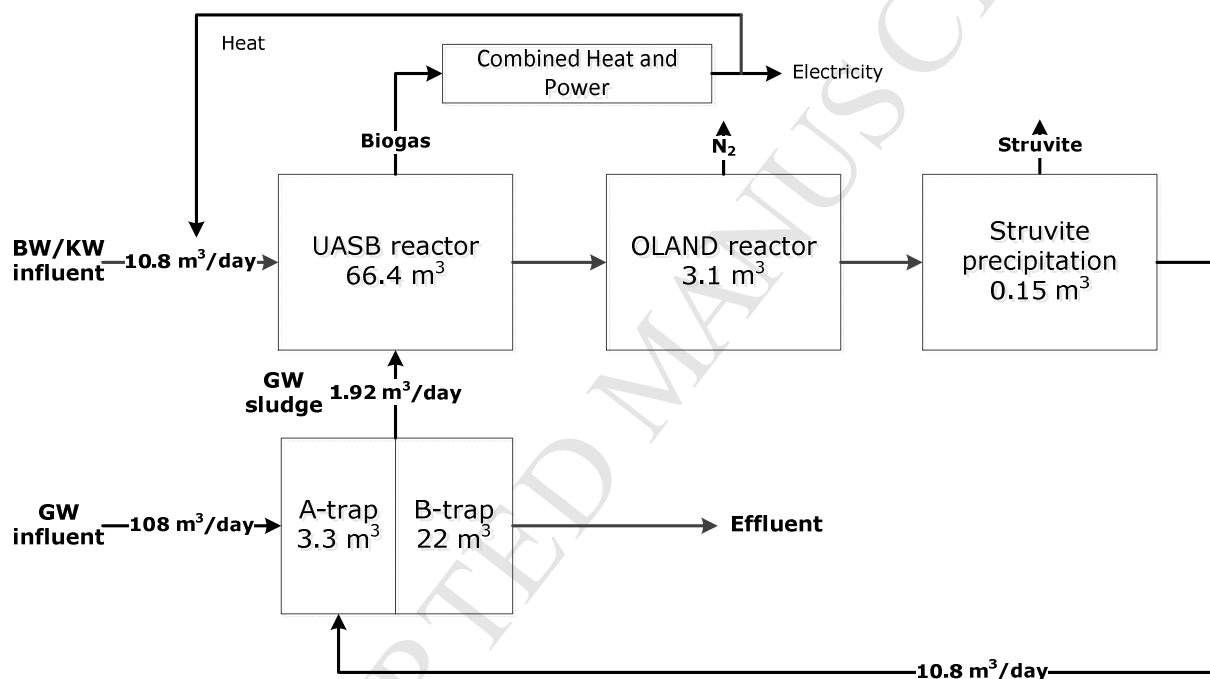 Heat
Combined Heat and
Power
Electricity
Biogas
N₂
Struvite
BW/KW
influent
10.8 m³/day
UASB reactor
66.4 m³
OLAND reactor
3.1 m³
Struvite
precipitation
0.15 m³
GW
sludge
1.92 m³/day
GW
influent
108 m³/day
A-trap
3.3 m³
B-trap
22 m³
Effluent
10.8 m³/day
PTED MANUSC